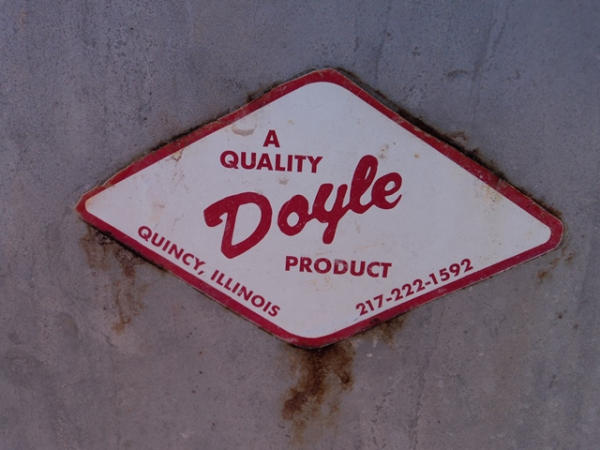 A
QUALITY
Doyle
PRODUCT
QUINCY, ILLINOIS
217-222-1592